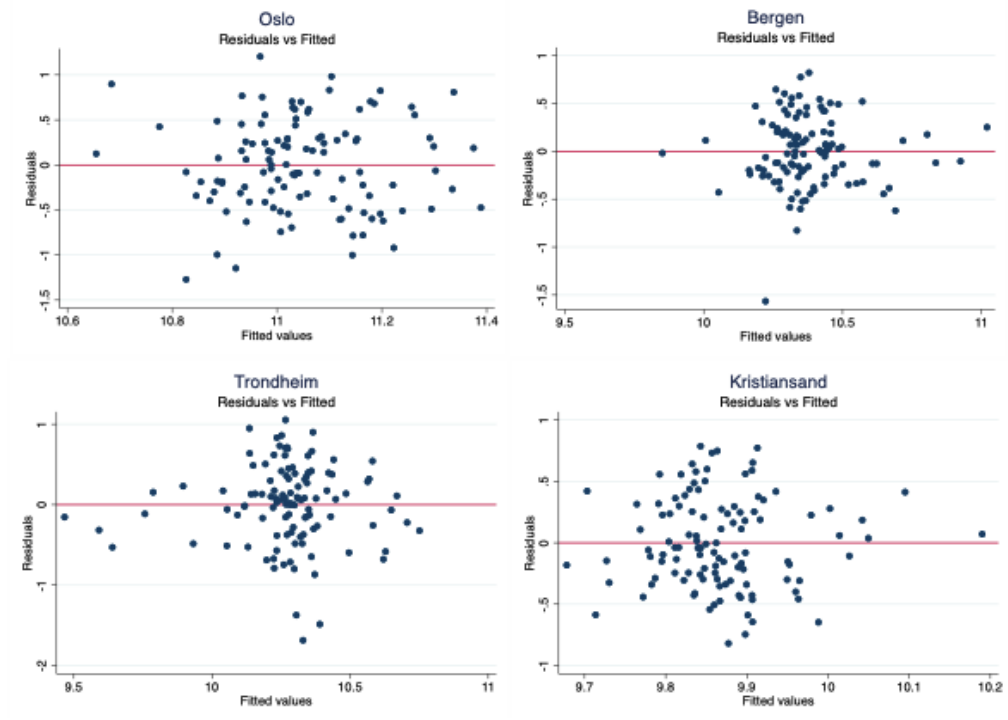 Oslo
Residuals vs Fitted
Residuals
1
.5
0
-.5
-1
-1.5
10.6 10.8 11 11.2 11.4
Fitted values
Bergen
Residuals vs Fitted
Residuals
1
.5
0
-.5
-1
-1.5
9.5 10 10.5 11
Fitted values
Trondheim
Residuals vs Fitted
Residuals
1
0
-1
-2
9.5 10 10.5 11
Fitted values
Kristiansand
Residuals vs Fitted
Residuals
1
.5
0
-.5
-1
9.7 9.8 9.9 10 10.1 10.2
Fitted values